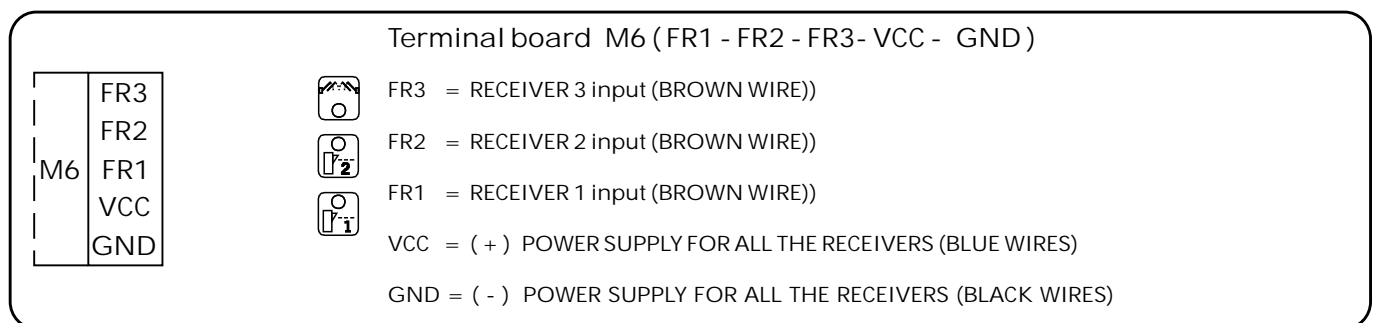 Terminal board M6 (FR1 - FR2 - FR3- VCC - GND)
M6
FR3
FR2
FR1
VCC
GND
FR3 = RECEIVER 3 input (BROWN WIRE))
2
FR2 = RECEIVER 2 input (BROWN WIRE))
1
FR1 = RECEIVER 1 input (BROWN WIRE))
VCC = (+) POWER SUPPLY FOR ALL THE RECEIVERS (BLUE WIRES)
GND = (-) POWER SUPPLY FOR ALL THE RECEIVERS (BLACK WIRES)